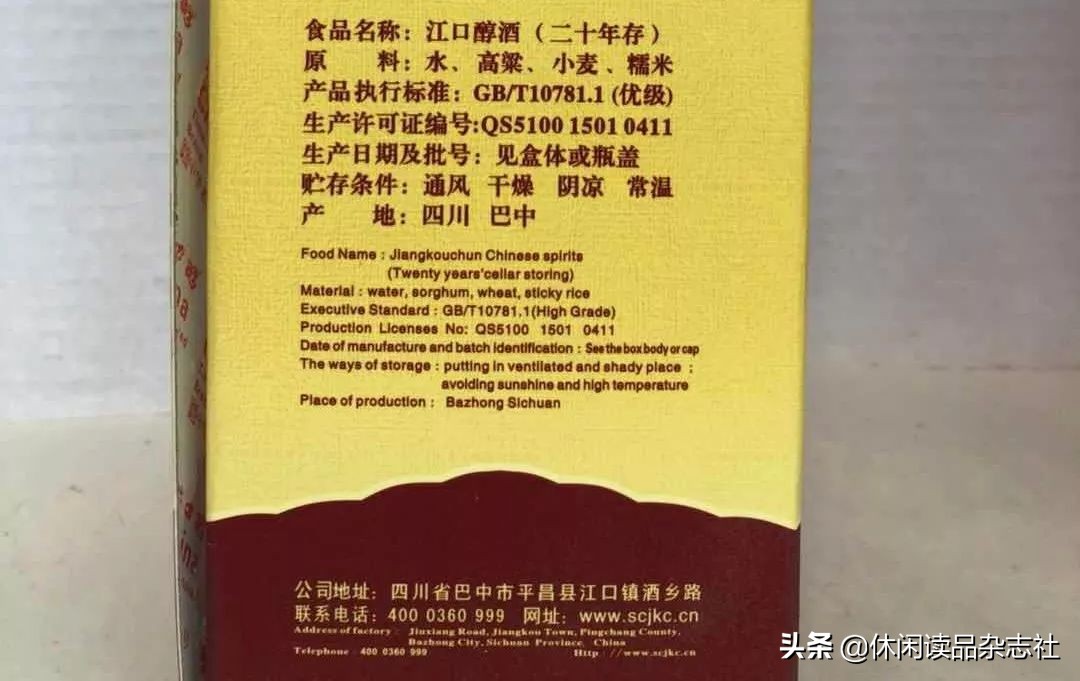 食品名称：江口醇酒（二十年存）
原 料：水、高粱、小麦、糯米
产品执行标准：GB/T10781.1 (优级)
生产许可证编号:QS5100 1501 0411
生产日期及批号：见盒体或瓶盖
贮存条件：通风 干燥 阴凉 常温
产 地：四川 巴中
Food Name : Jiangkouchun Chinese spirits
(Twenty years'cellar storing)
Material : water, sorghum, wheat, sticky rice
Executive Standard : GB/T10781.1(High Grade)
Production Licenses No: QS5100 1501 0411
Date of manufacture and batch identification : See the box body or cap
The ways of storage : putting in ventilated and shady place ;
avoiding sunshine and high temperature
Place of production : Bazhong Sichuan
公司地址：四川省巴中市平昌县江口镇酒乡路
联系电话：400 0360 999 网址：www.scjkc.cn
Address of factory : Jiuxiang Road, Jiangkou Town, Pingchang County.
Bazhong City, Sichuan Province, China
Telephone 400 0360 999 Http : //www.scjkc.cn
头条 @休闲读品杂志社